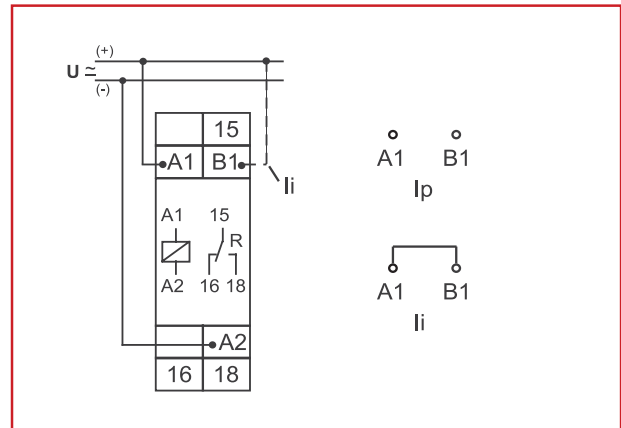 (+)
U ≃
(-)
15
A1 B1
Ii
A1 15
R
A2 16 18
A2
16 18
A1 B1
Ip
A1 B1
Ii